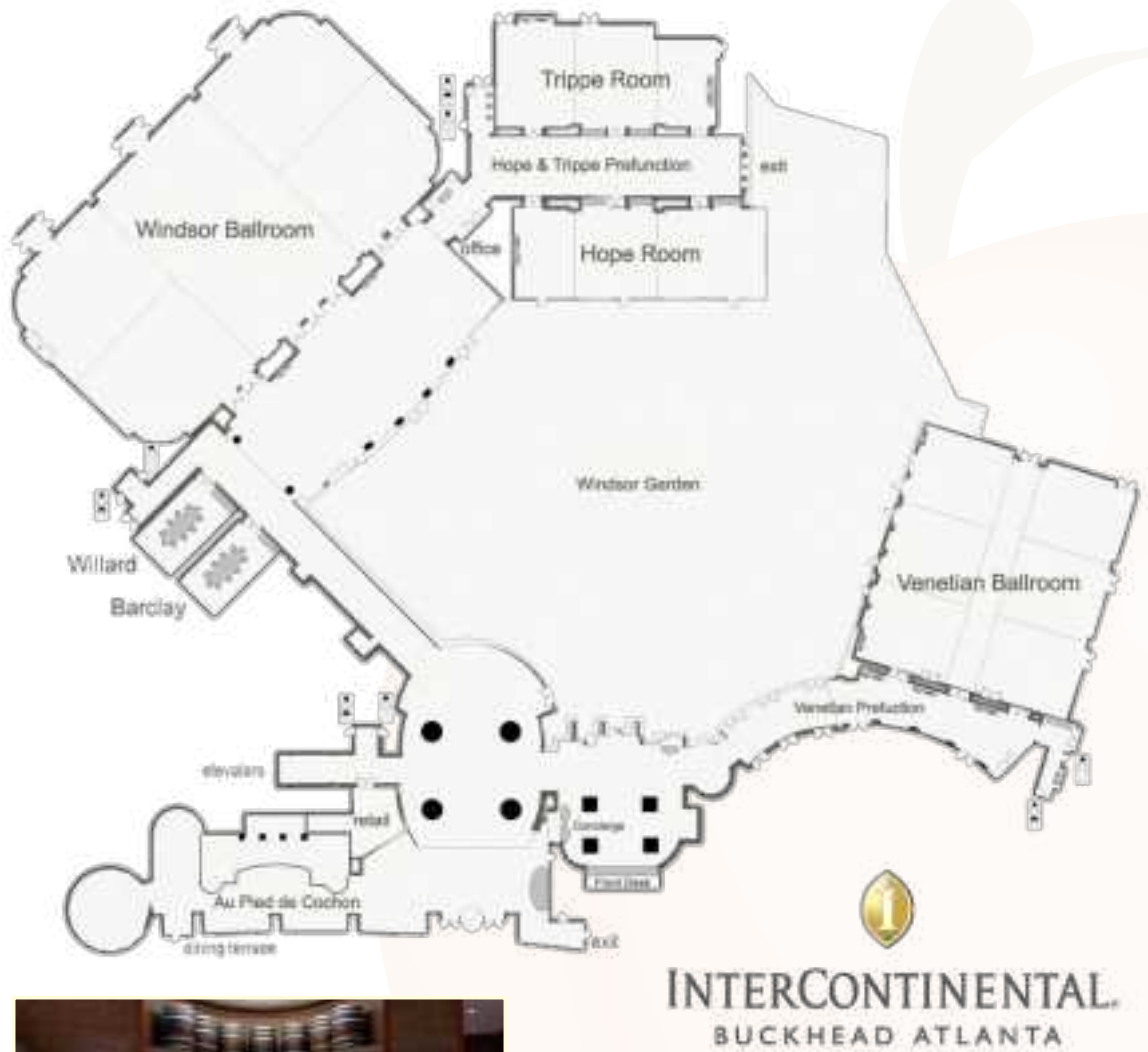 Trippe Room
Hope & Trippe Prefunction
exit
Windsor Ballroom
office
Hope Room
Windsor Garden
Willard
Barclay
Venetian Ballroom
Venetian Prefuction
elevators
retail
Concierge
Front Desk
Au Pied de Cochon
dining terrace
exit
INTERCONTINENTAL.
BUCKHEAD ATLANTA